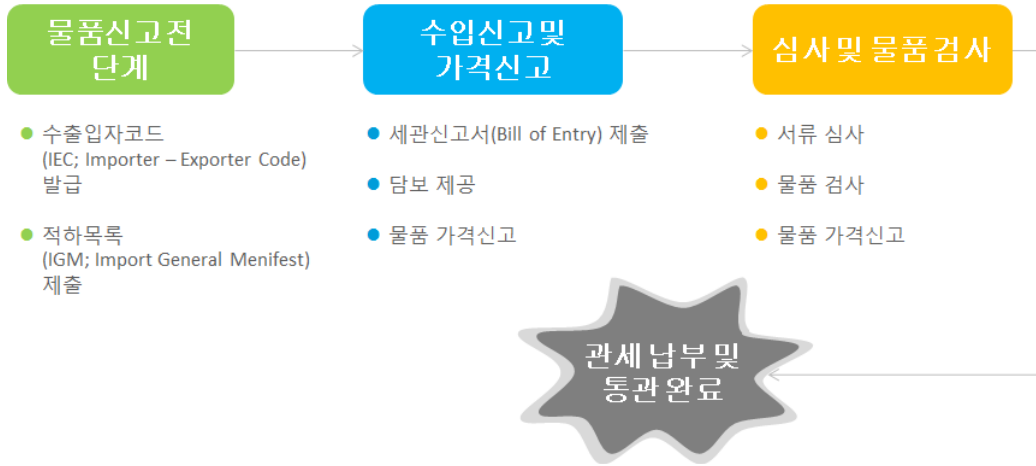 물품신고전
단계
수입신고및
가격신고
심사 및 물품검사
수출입자코드
(IEC; Importer – Exporter Code)
발급
적하목록
(IGM; Import General Menifest)
제출
세관신고서(Bill of Entry) 제출
담보 제공
물품 가격신고
서류 심사
물품 검사
물품 가격신고
관세납부및
통관완료